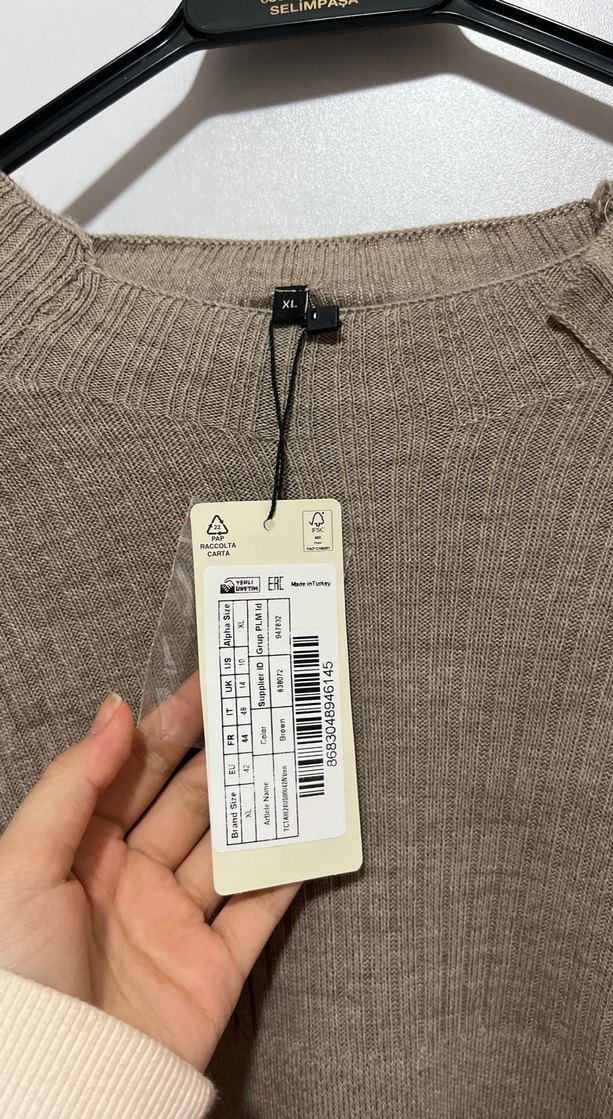 SELİMPAŞA
XL
22
PAP
RACCOLTA
CARTA
FSC
MIX
YERLİ
ÜRETİM
EAC
Made in Turkey
Brand Size EU FR IT UK US Alpha Size
XL 42 44 48 14 10 XL
Article Name Color Supplier ID Grup PLM Id
Brown 638072 947832
8683048946145